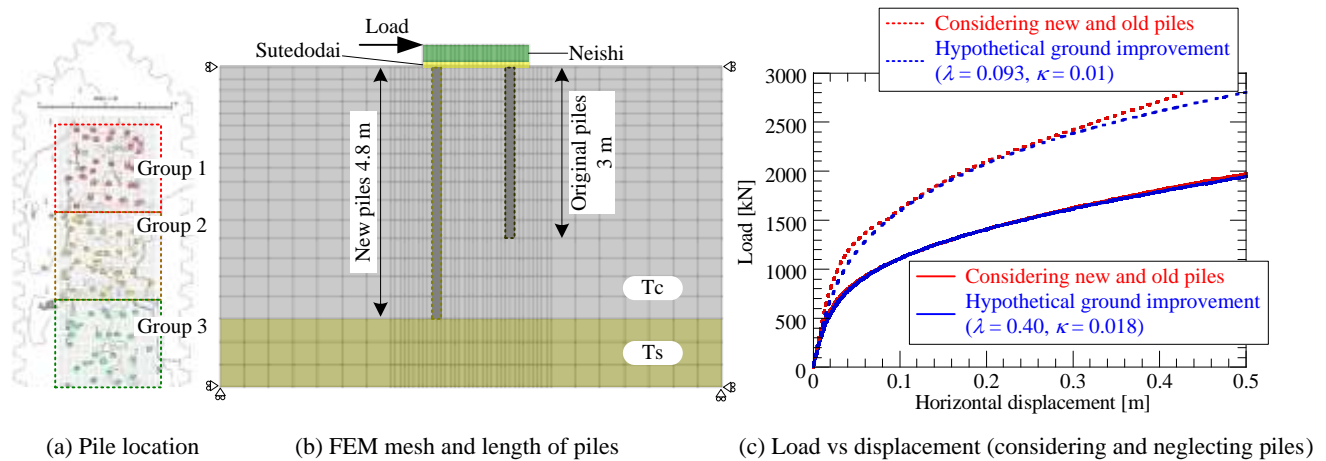 Group 1
Group 2
Group 3
(a) Pile location
Load
Sutedodai
Neishi
New piles 4.8 m
Original piles
3 m
Tc
Ts
(b) FEM mesh and length of piles
Considering new and old piles
Hypothetical ground improvement
(λ = 0.093, κ = 0.01)
3000
2500
2000
1500
1000
500
0
Load [kN]
Considering new and old piles
Hypothetical ground improvement
(λ = 0.40, κ = 0.018)
0 0.1 0.2 0.3 0.4 0.5
Horizontal displacement [m]
(c) Load vs displacement (considering and neglecting piles)